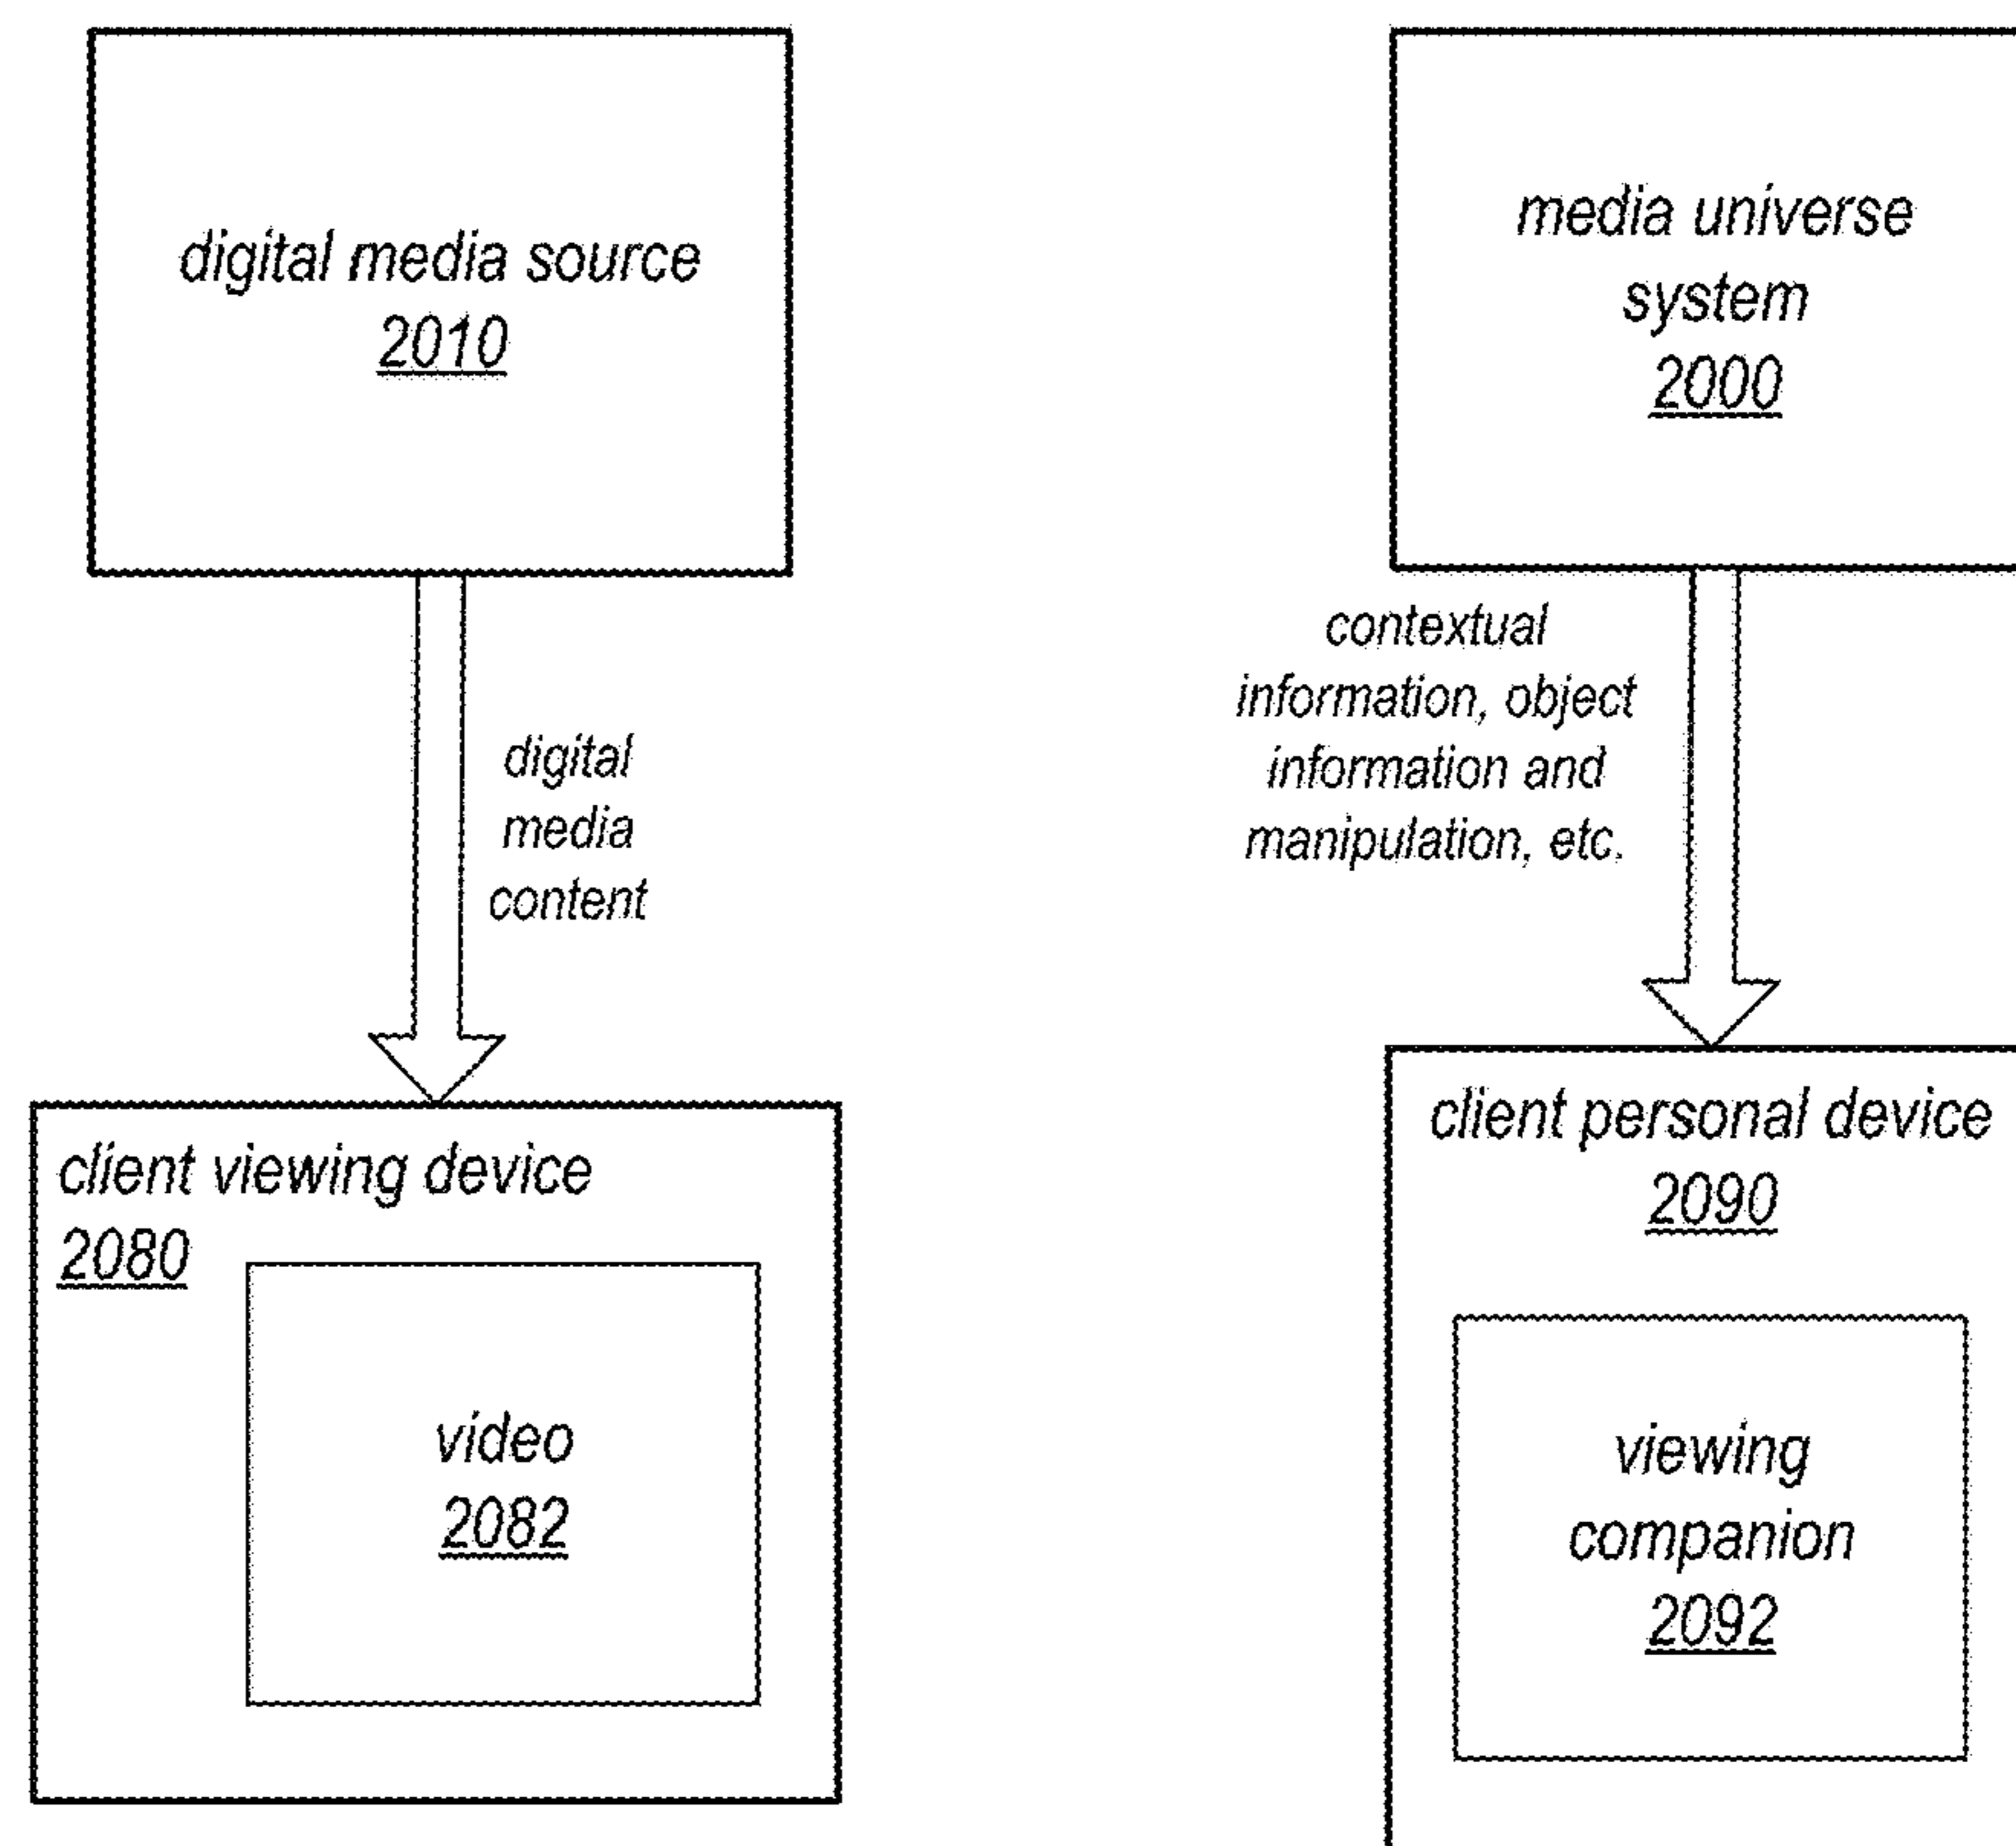 digital media source
2010
digital
media
content
client viewing device
2080
video
2082
media universe
system
2000
contextual
information, object
information and
manipulation, etc.
client personal device
2090
viewing
companion
2092